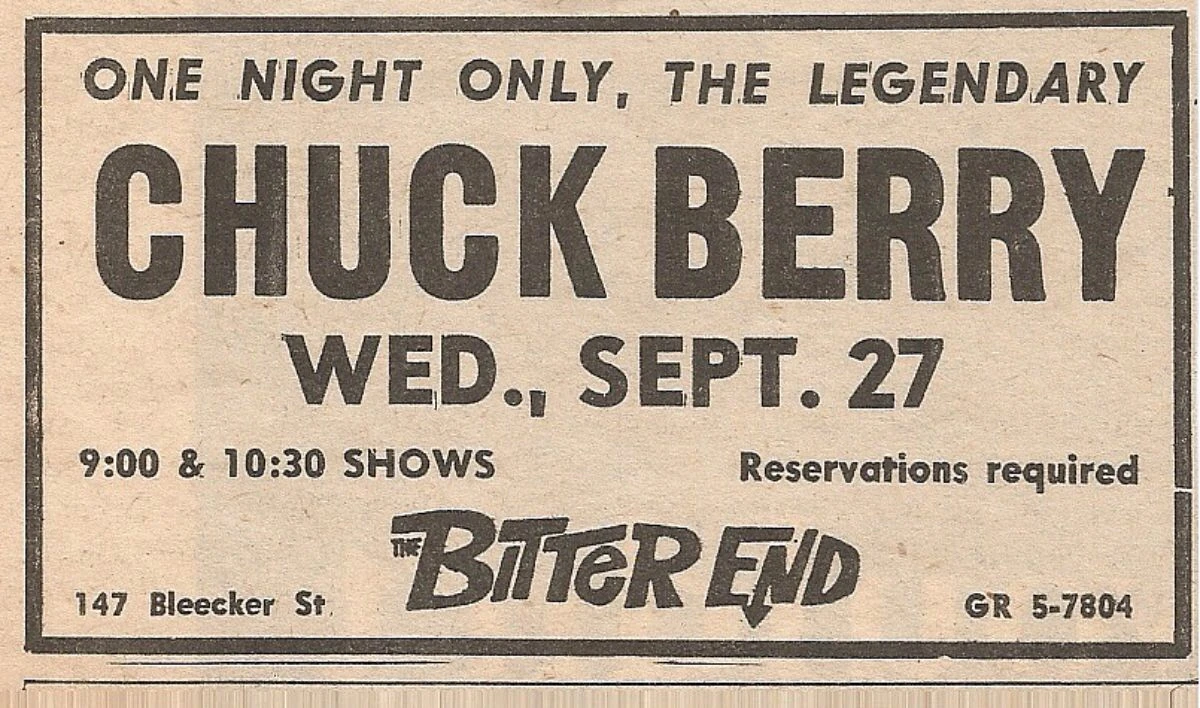 ONE NIGHT ONLY, THE LEGENDARY
CHUCK BERRY
WED., SEPT. 27
9:00 & 10:30 SHOWS
Reservations required
THE BITTER END
147 Bleecker St.
GR 5-7804